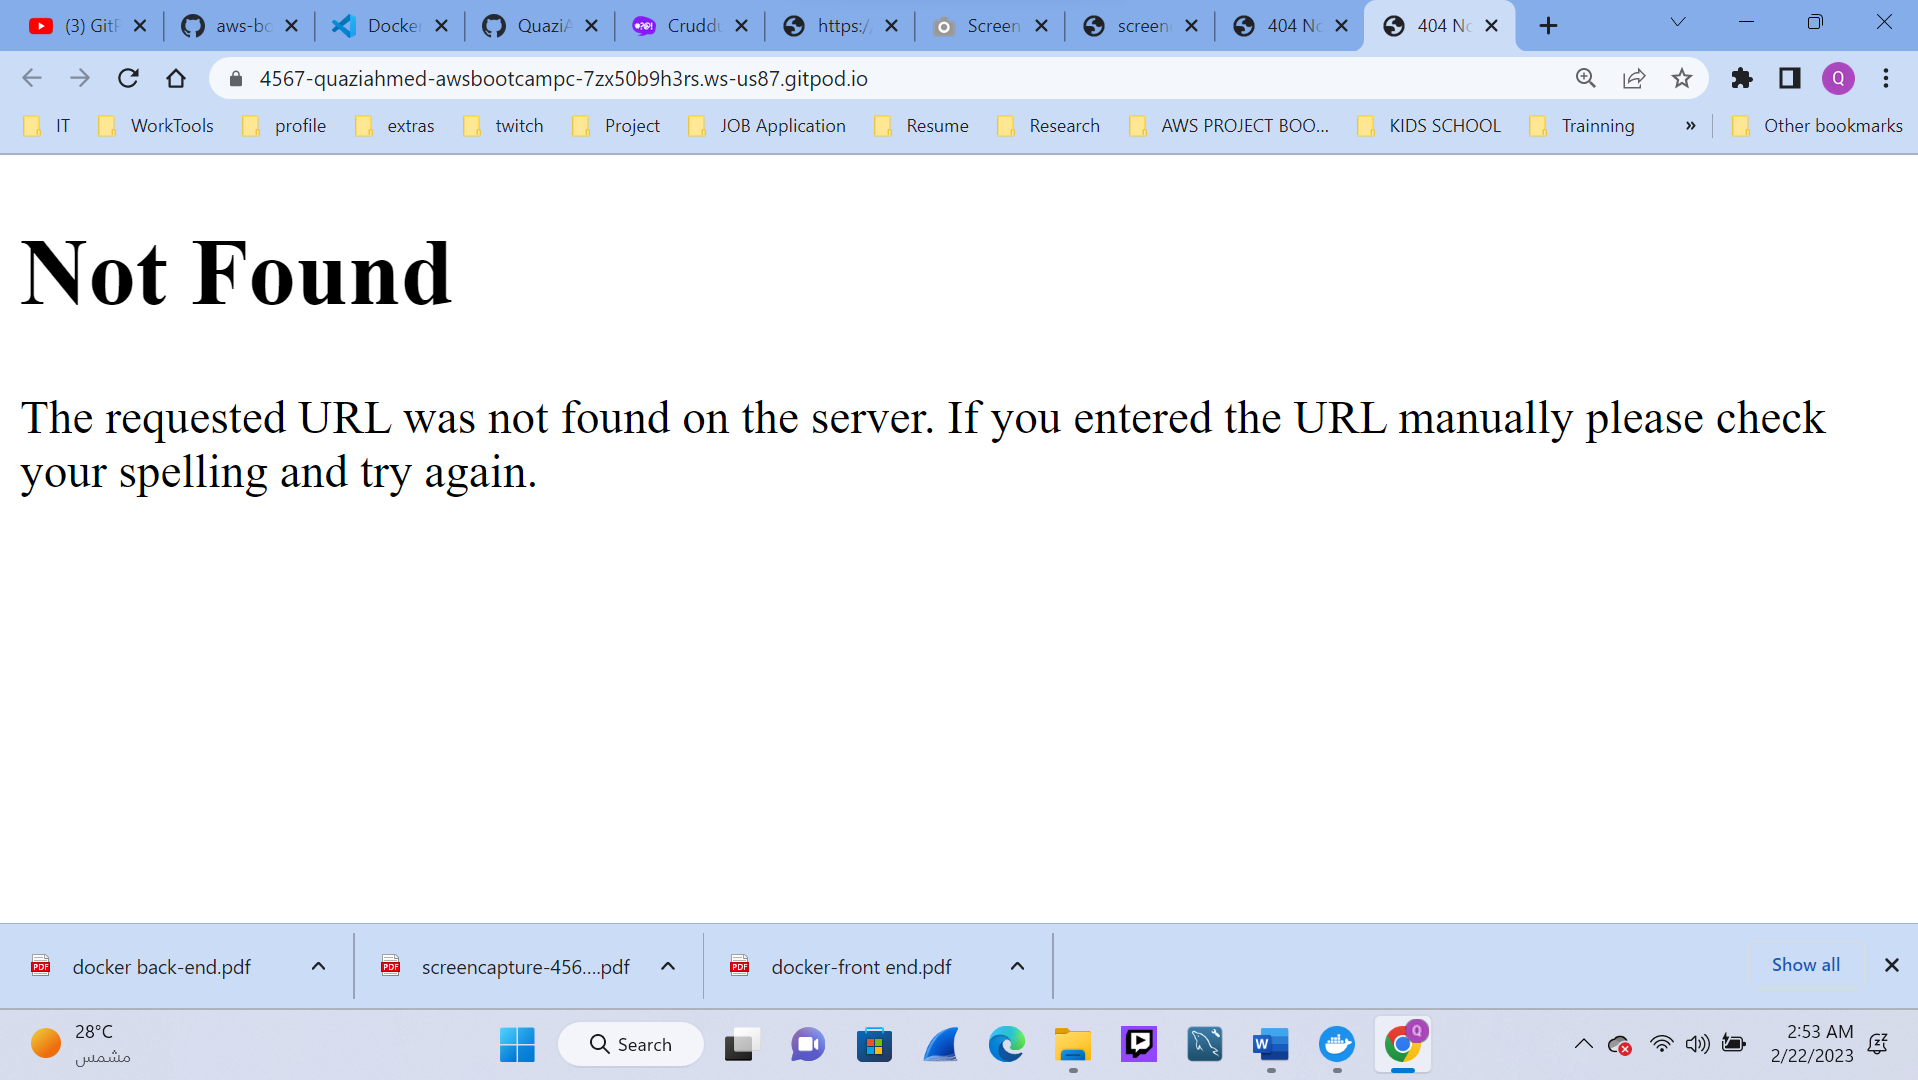 (3) GitP
aws-bc
Docker
QuaziA
Cruddu
https:/
Screen
screen
404 Nc
404 Nc
4567-quaziahmed-awsbootcampc-7zx50b9h3rs.ws-us87.gitpod.io
Q
IT
WorkTools
profile
extras
twitch
Project
JOB Application
Resume
Research
AWS PROJECT BOO...
KIDS SCHOOL
Trainning
»
Other bookmarks
Not Found
The requested URL was not found on the server. If you entered the URL manually please check
your spelling and try again.
docker back-end.pdf
screencapture-456....pdf
docker-front end.pdf
Show all
28°C
مشمس
Search
Q
2:53 AM
2/22/2023